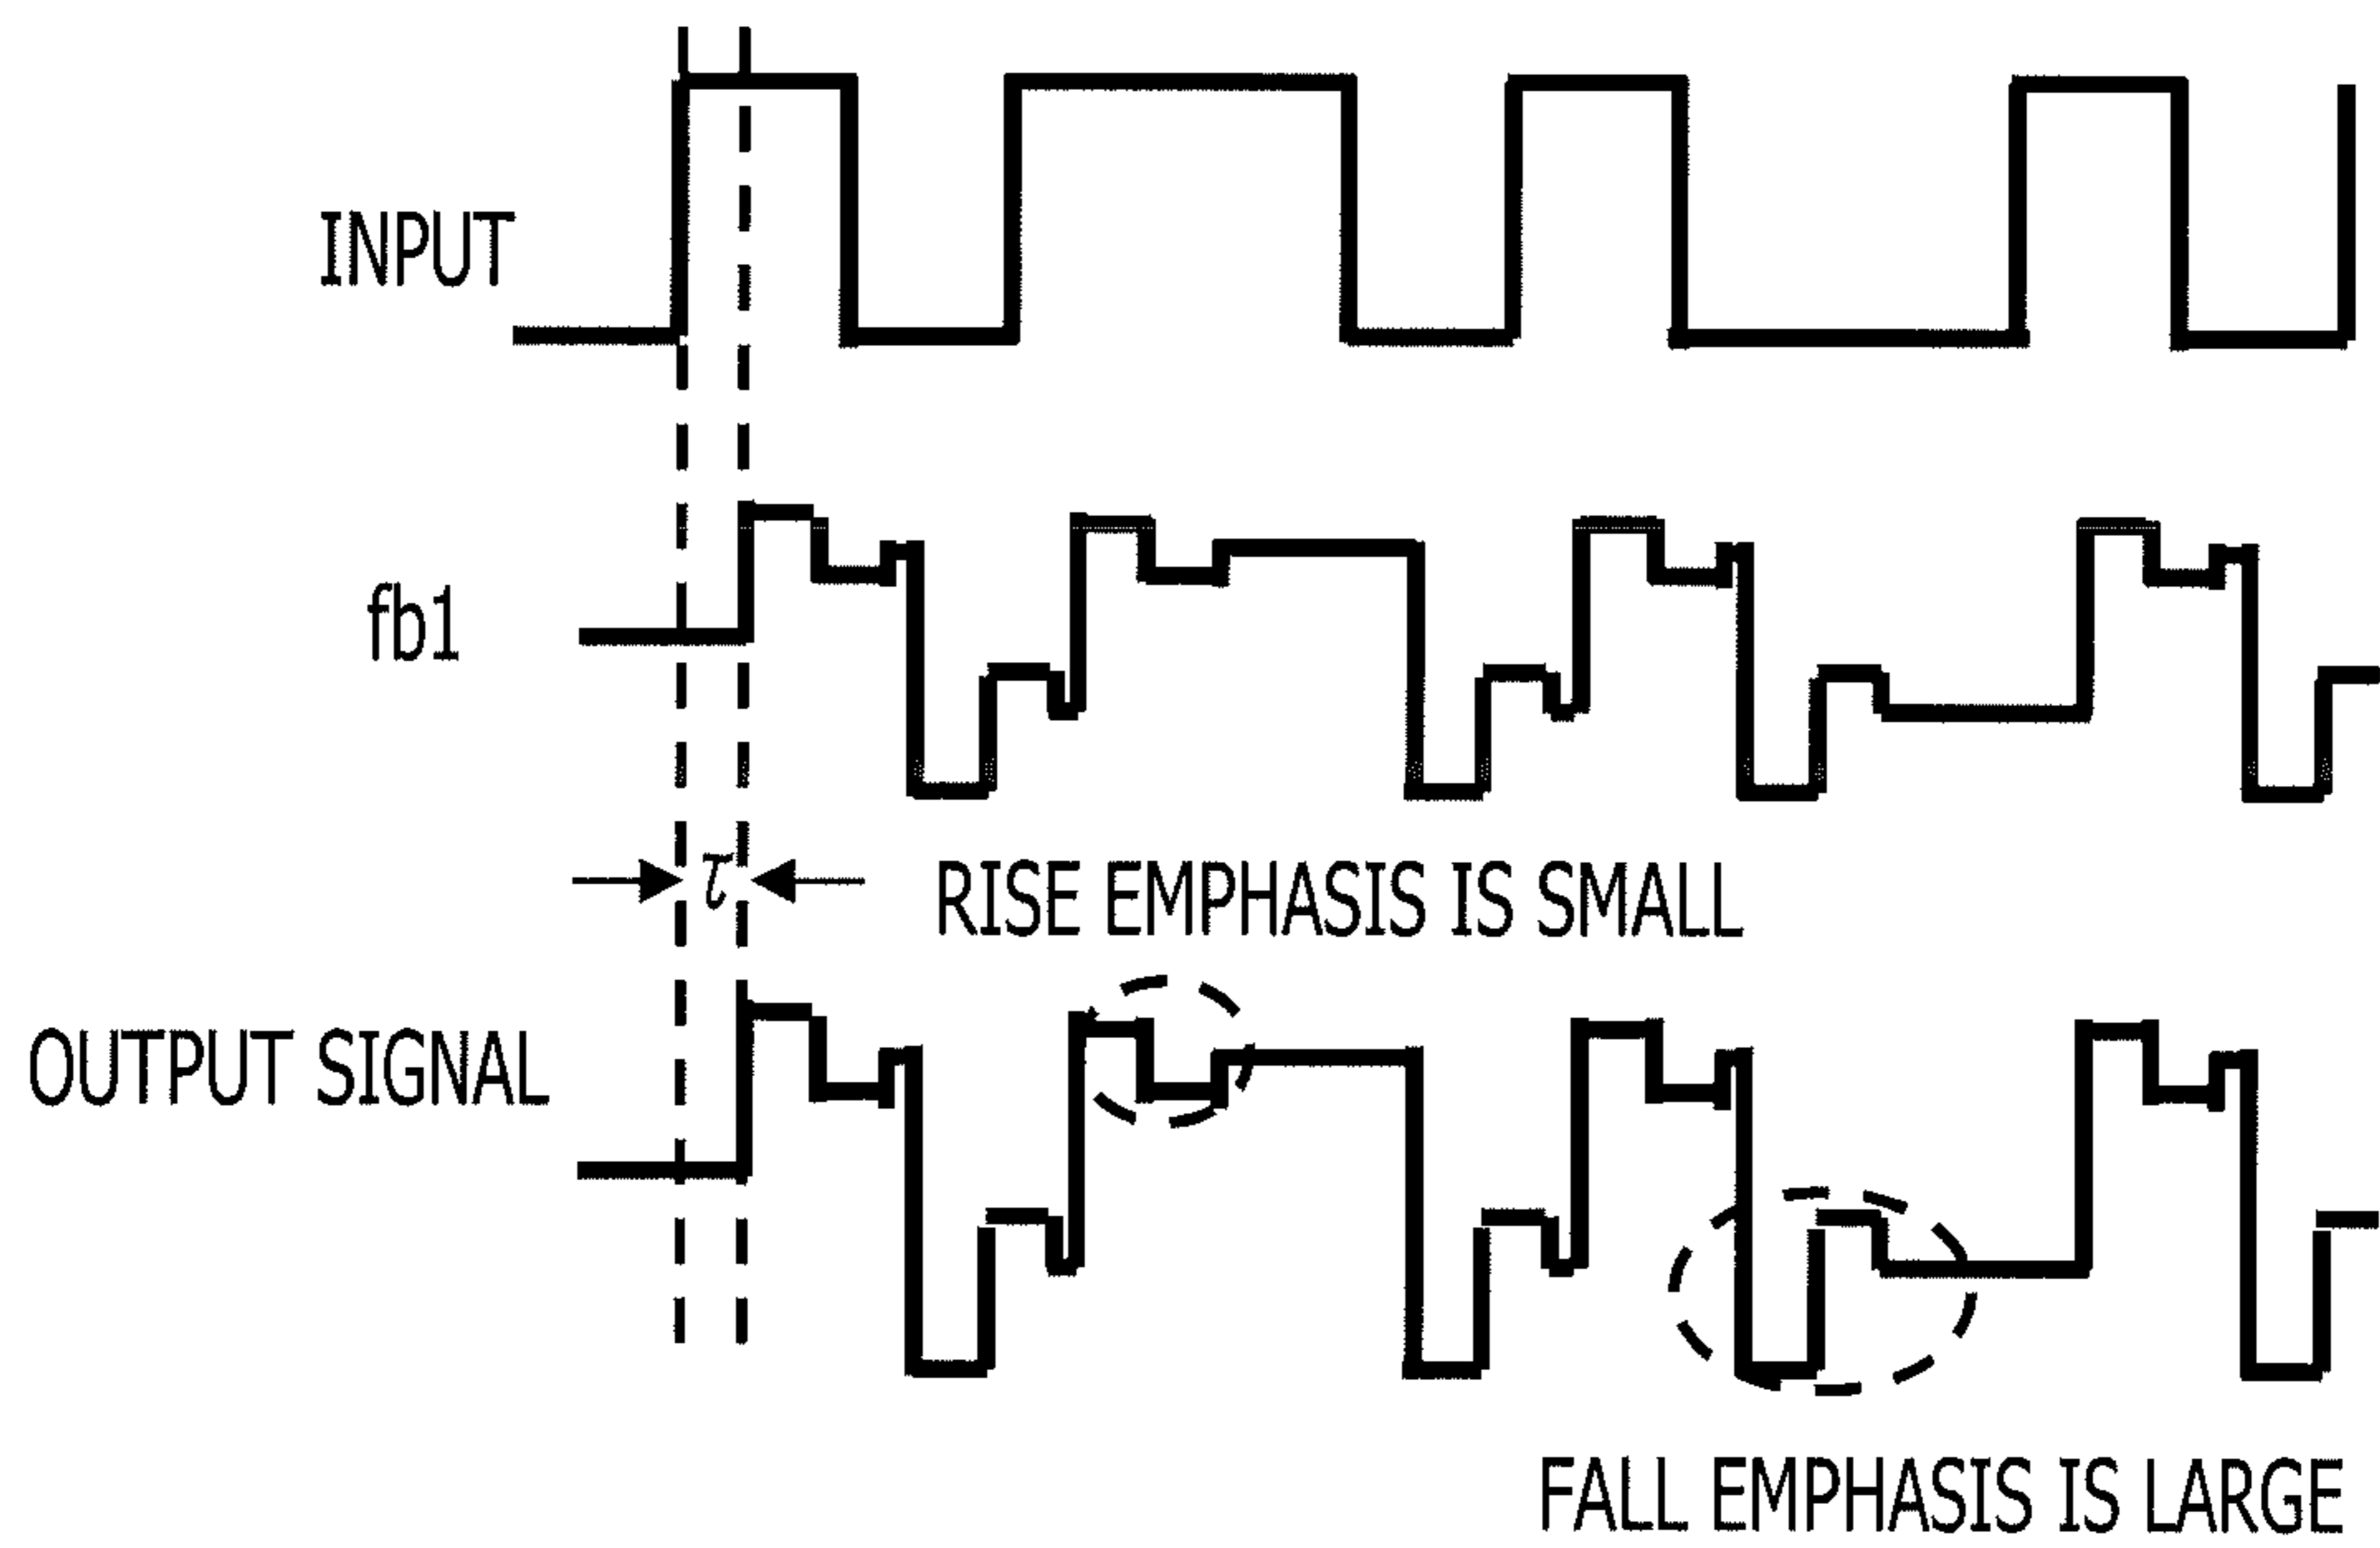 INPUT
fb1
τ
RISE EMPHASIS IS SMALL
OUTPUT SIGNAL
FALL EMPHASIS IS LARGE